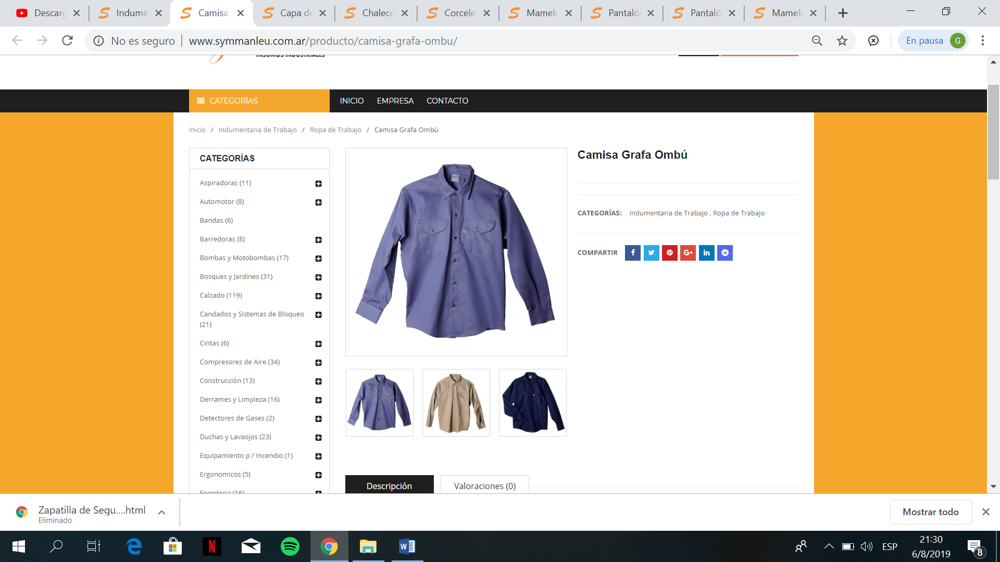 Descarg
Indume
Camisa
Capa de
Chaleco
Corcele
Mamelu
Pantaló
Pantaló
Mamelu
No es seguro
www.symmanleu.com.ar/producto/camisa-grafa-ombu/
En pausa
G
INSUMOS INDUSTRIALES
CATEGORÍAS
INICIO
EMPRESA
CONTACTO
Inicio / Indumentaria de Trabajo / Ropa de Trabajo / Camisa Grafa Ombú
CATEGORÍAS
Aspiradoras (11)
Automotor (8)
Bandas (6)
Barredoras (8)
Bombas y Motobombas (17)
Bosques y Jardines (31)
Calzado (119)
Candados y Sistemas de Bloqueo
(21)
Cintas (6)
Compresores de Aire (34)
Construcción (13)
Derrames y Limpieza (16)
Detectores de Gases (2)
Duchas y Lavaojos (23)
Equipamiento p / Incendio (1)
Ergonomicos (5)
Ferreteria (16)
Camisa Grafa Ombú
CATEGORÍAS: Indumentaria de Trabajo , Ropa de Trabajo
COMPARTIR
Descripción
Valoraciones (0)
Zapatilla de Segu....html
Eliminado
Mostrar todo
ESP
21:30
6/8/2019
8